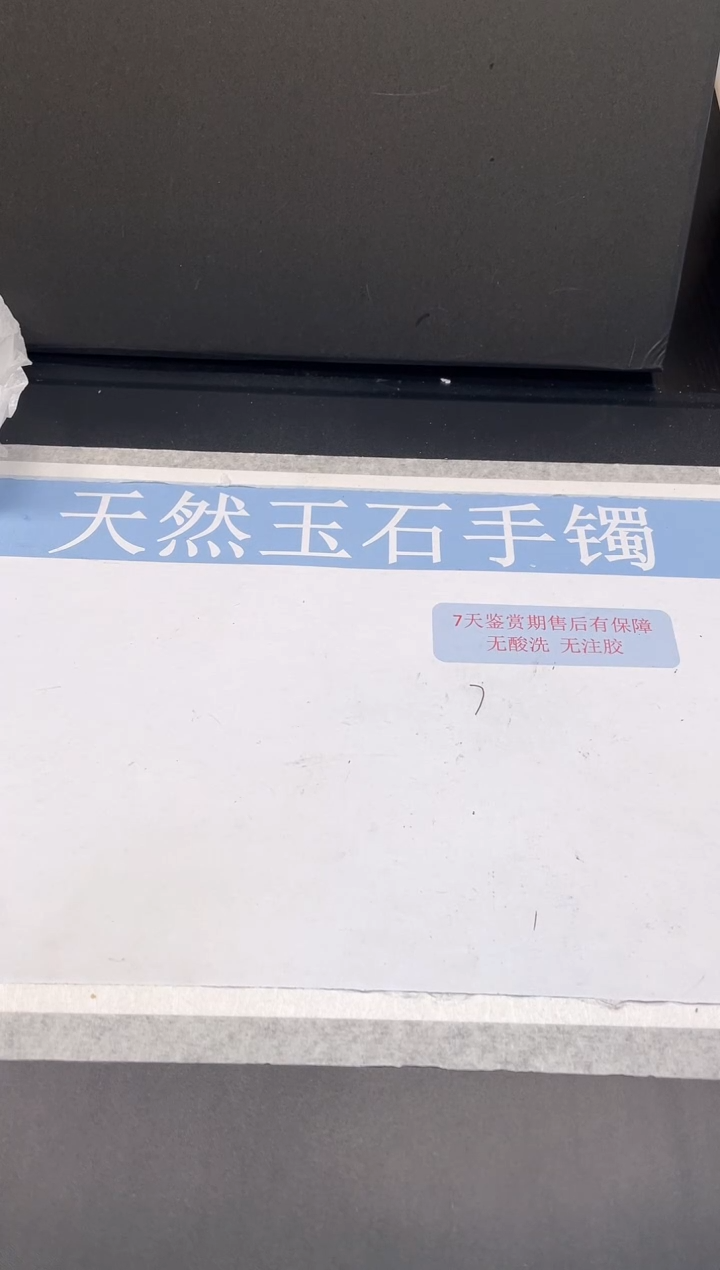 天然玉石手镯
7天鉴赏期售后有保障
无酸洗 无注胶